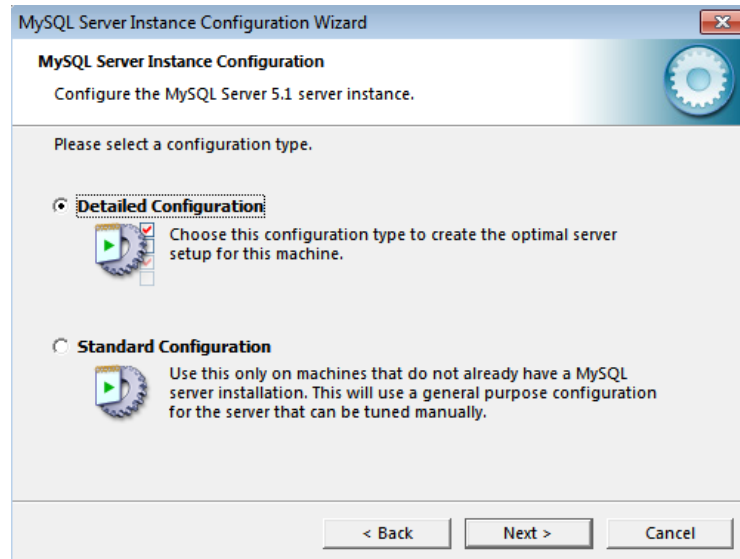 MySQL Server Instance Configuration Wizard
MySQL Server Instance Configuration
Configure the MySQL Server 5.1 server instance.
Please select a configuration type.
Detailed Configuration
Choose this configuration type to create the optimal server
setup for this machine.
Standard Configuration
Use this only on machines that do not already have a MySQL
server installation. This will use a general purpose configuration
for the server that can be tuned manually.
< Back
Next >
Cancel